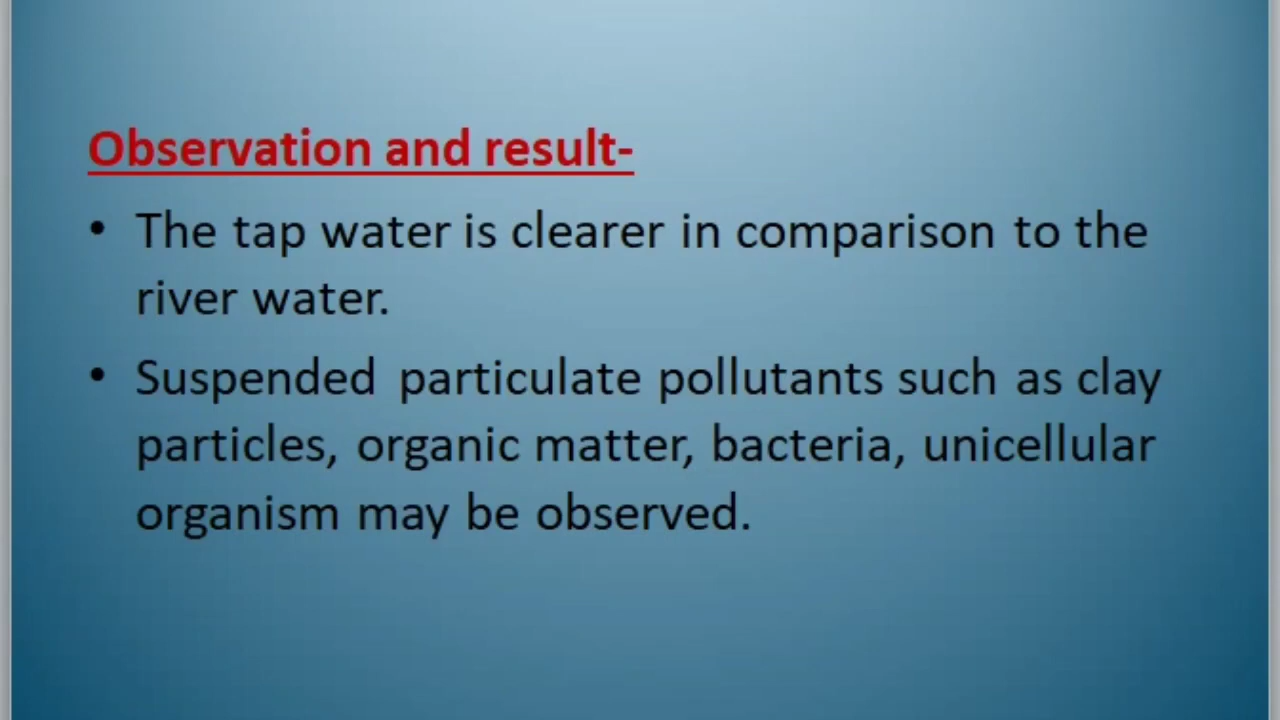 Observation and result-
• The tap water is clearer in comparison to the
river water.
• Suspended particulate pollutants such as clay
particles, organic matter, bacteria, unicellular
organism may be observed.